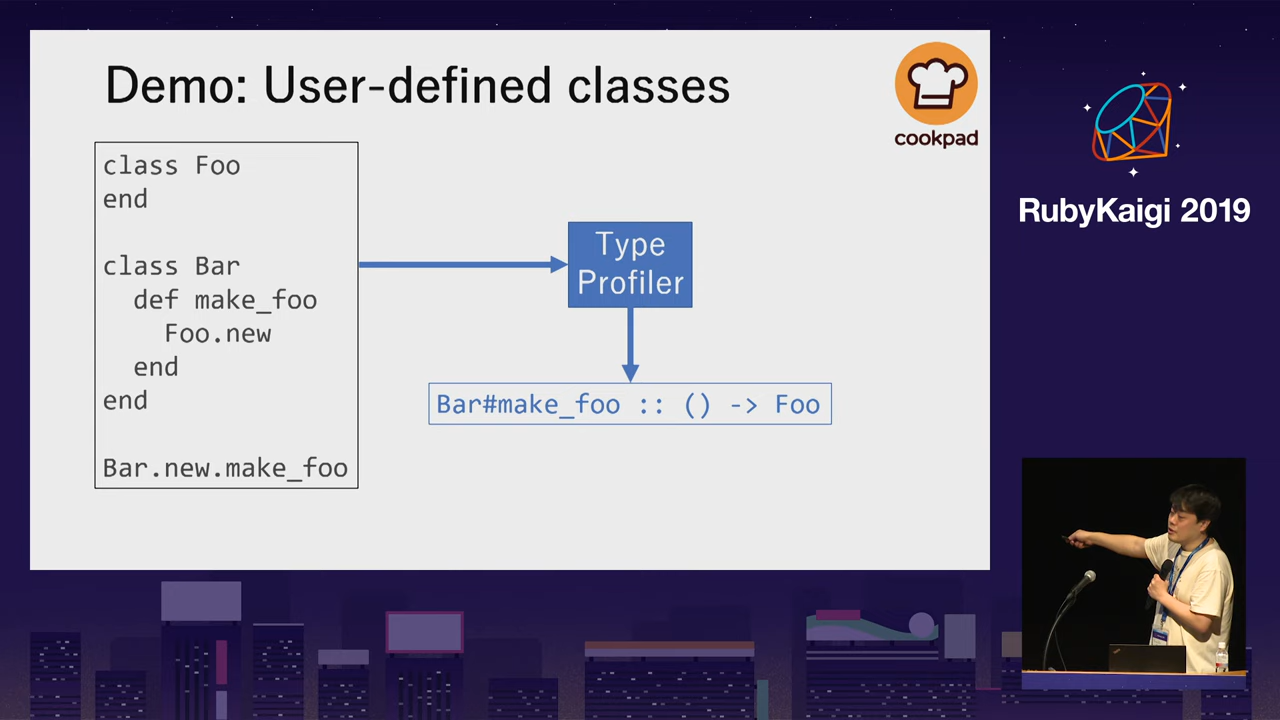 Demo: User-defined classes
cookpad
class Foo
end
class Bar
def make_foo
Foo.new
end
end
Bar.new.make_foo
Type
Profiler
Bar#make_foo :: () -> Foo
RubyKaigi 2019